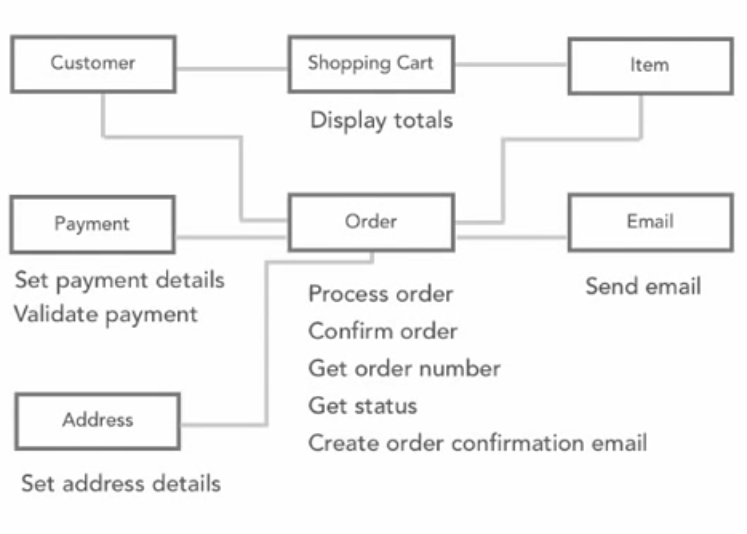 Customer
Shopping Cart
Item
Display totals
Payment
Order
Email
Set payment details
Validate payment
Process order
Confirm order
Get order number
Get status
Create order confirmation email
Send email
Address
Set address details